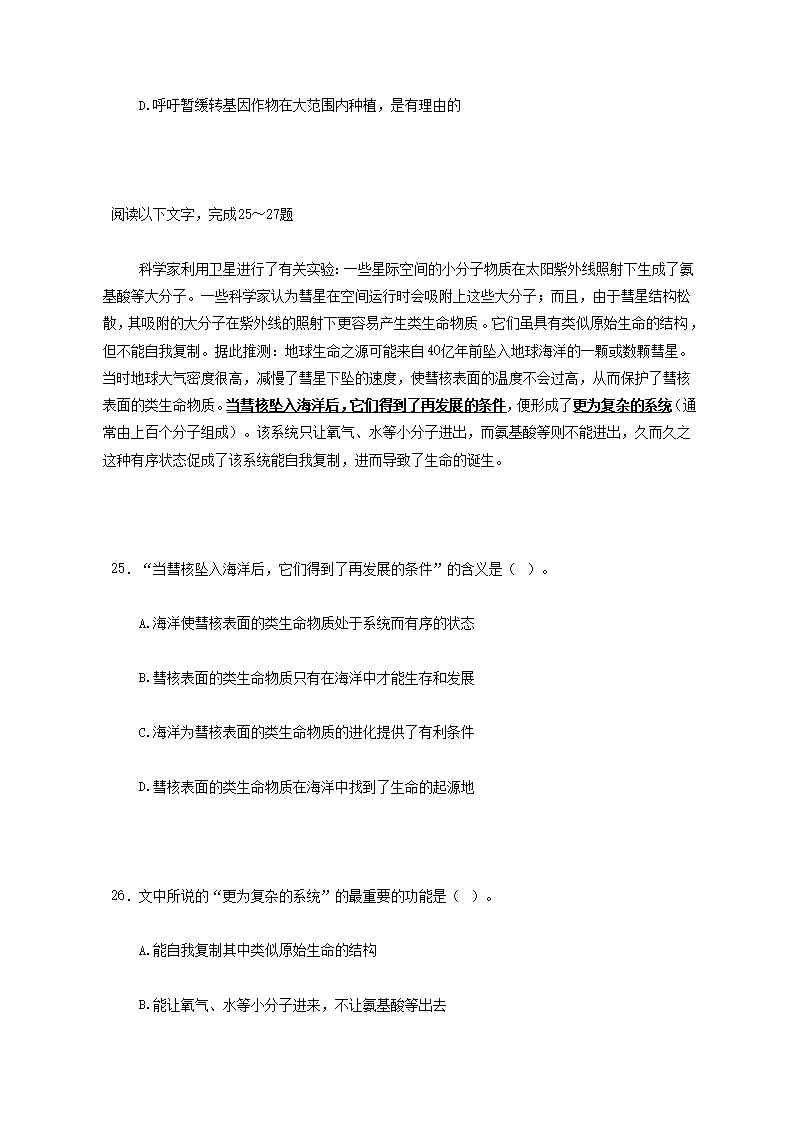 D.呼吁暂缓转基因作物在大范围内种植，是有理由的
阅读以下文字，完成25～27题
科学家利用卫星进行了有关实验：一些星际空间的小分子物质在太阳紫外线照射下生成了氨
基酸等大分子。一些科学家认为彗星在空间运行时会吸附上这些大分子；而且，由于彗星结构松
散，其吸附的大分子在紫外线的照射下更容易产生类生命物质。它们虽具有类似原始生命的结构，
但不能自我复制。据此推测：地球生命之源可能来自40亿年前坠入地球海洋的一颗或数颗彗星。
当时地球大气密度很高，减慢了彗星下坠的速度，使彗核表面的温度不会过高，从而保护了彗核
表面的类生命物质。当彗核坠入海洋后，它们得到了再发展的条件，便形成了更为复杂的系统（通
常由上百个分子组成）。该系统只让氧气、水等小分子进出，而氨基酸等则不能进出，久而久之
这种有序状态促成了该系统能自我复制，进而导致了生命的诞生。
25．“当彗核坠入海洋后，它们得到了再发展的条件”的含义是（ ）。
A.海洋使彗核表面的类生命物质处于系统而有序的状态
B.彗核表面的类生命物质只有在海洋中才能生存和发展
C.海洋为彗核表面的类生命物质的进化提供了有利条件
D.彗核表面的类生命物质在海洋中找到了生命的起源地
26．文中所说的“更为复杂的系统”的最重要的功能是（ ）。
A.能自我复制其中类似原始生命的结构
B.能让氧气、水等小分子进来，不让氨基酸等出去